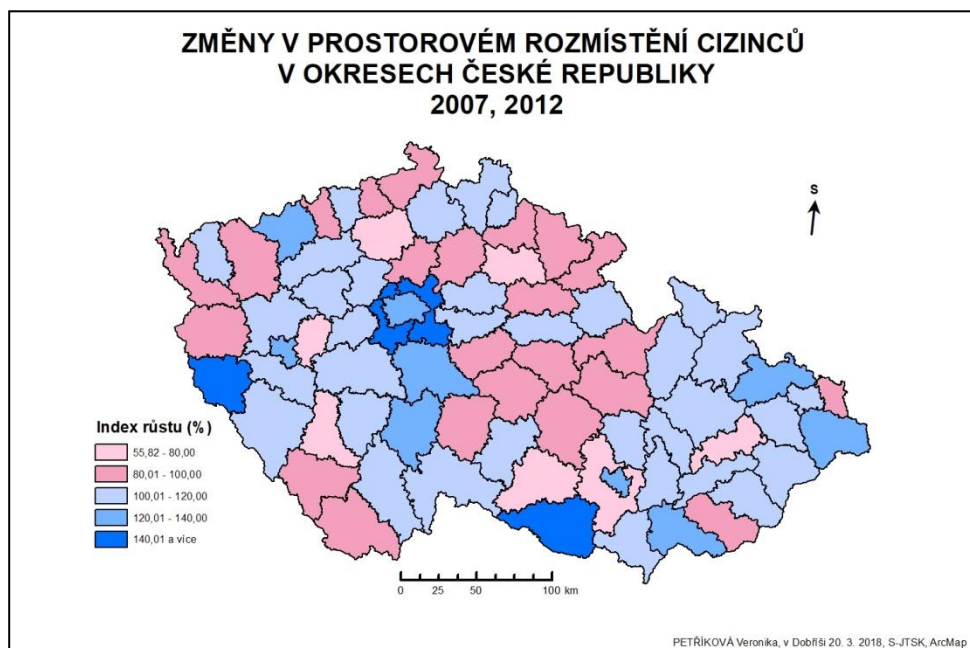 ZMĚNY V PROSTOROVÉM ROZMÍSTĚNÍ CIZINCŮ
V OKRESECH ČESKÉ REPUBLIKY
2007, 2012
S
Index růstu (%)
55,82 - 80,00
80,01 - 100,00
100,01 - 120,00
120,01 - 140,00
140,01 a více
0 25 50 100 km
PETŘÍKOVÁ Veronika, v Dobříši 20. 3. 2018, S-JTSK, ArcMap